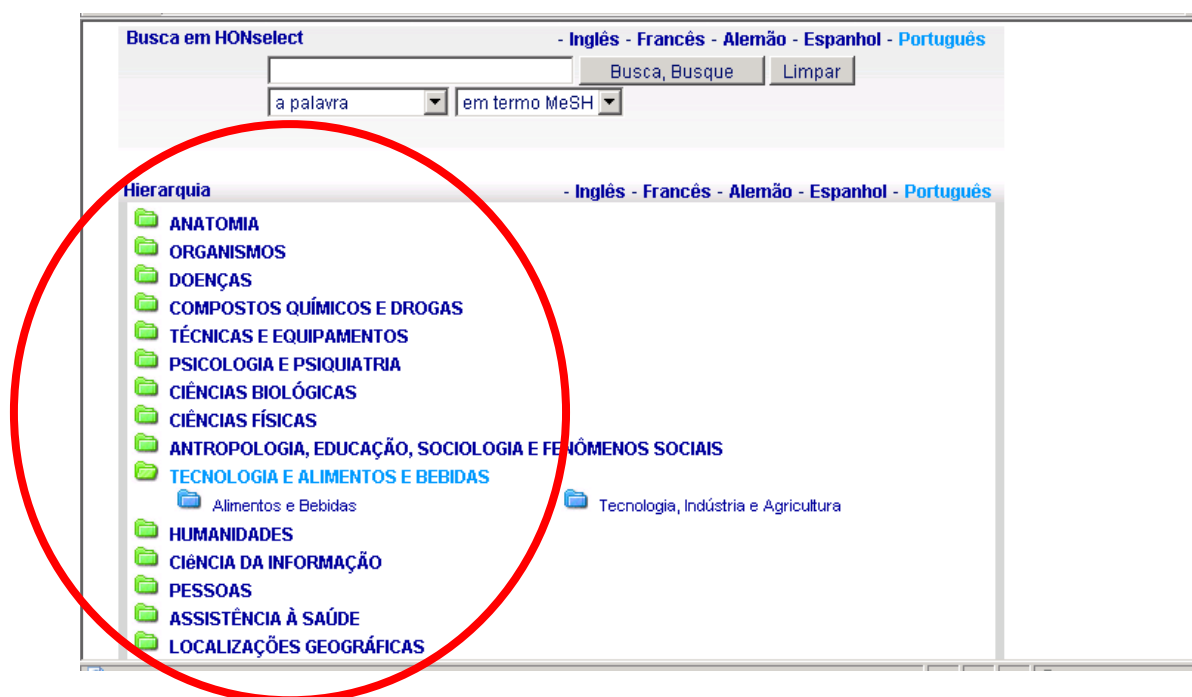 Busca em HONselect - Inglês - Francês - Alemão - Espanhol - Português
Busca, Busque Limpar
a palavra em termo MeSH
Hierarquia - Inglês - Francês - Alemão - Espanhol - Português
ANATOMIA
ORGANISMOS
DOENÇAS
COMPOSTOS QUÍMICOS E DROGAS
TÉCNICAS E EQUIPAMENTOS
PSICOLOGIA E PSIQUIATRIA
CIÊNCIAS BIOLÓGICAS
CIÊNCIAS FÍSICAS
ANTROPOLOGIA, EDUCAÇÃO, SOCIOLOGIA E FENÔMENOS SOCIAIS
TECNOLOGIA E ALIMENTOS E BEBIDAS
Alimentos e Bebidas Tecnologia, Indústria e Agricultura
HUMANIDADES
CIêNCIA DA INFORMAÇÃO
PESSOAS
ASSISTÊNCIA À SAÚDE
LOCALIZAÇÕES GEOGRÁFICAS